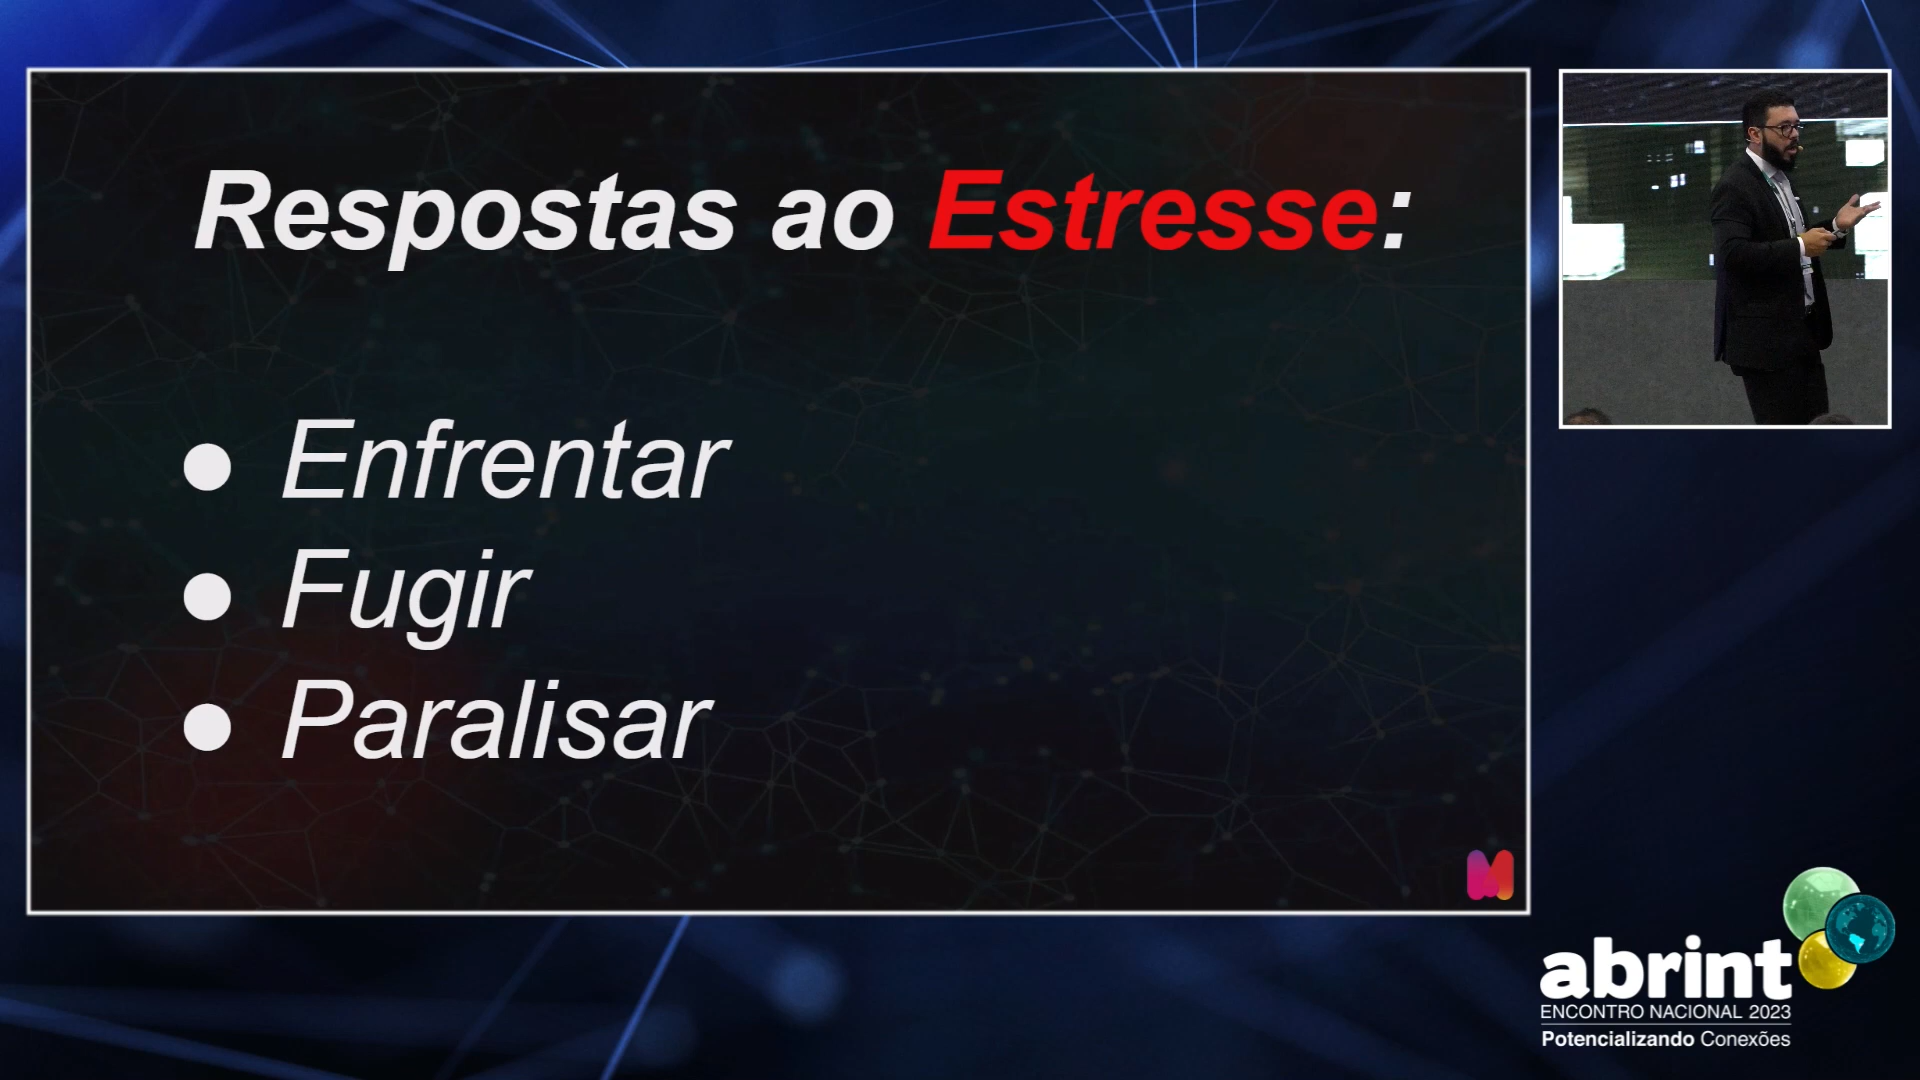 Respostas ao Estresse:
● Enfrentar
● Fugir
● Paralisar
abrint
ENCONTRO NACIONAL 2023
Potencializando Conexões